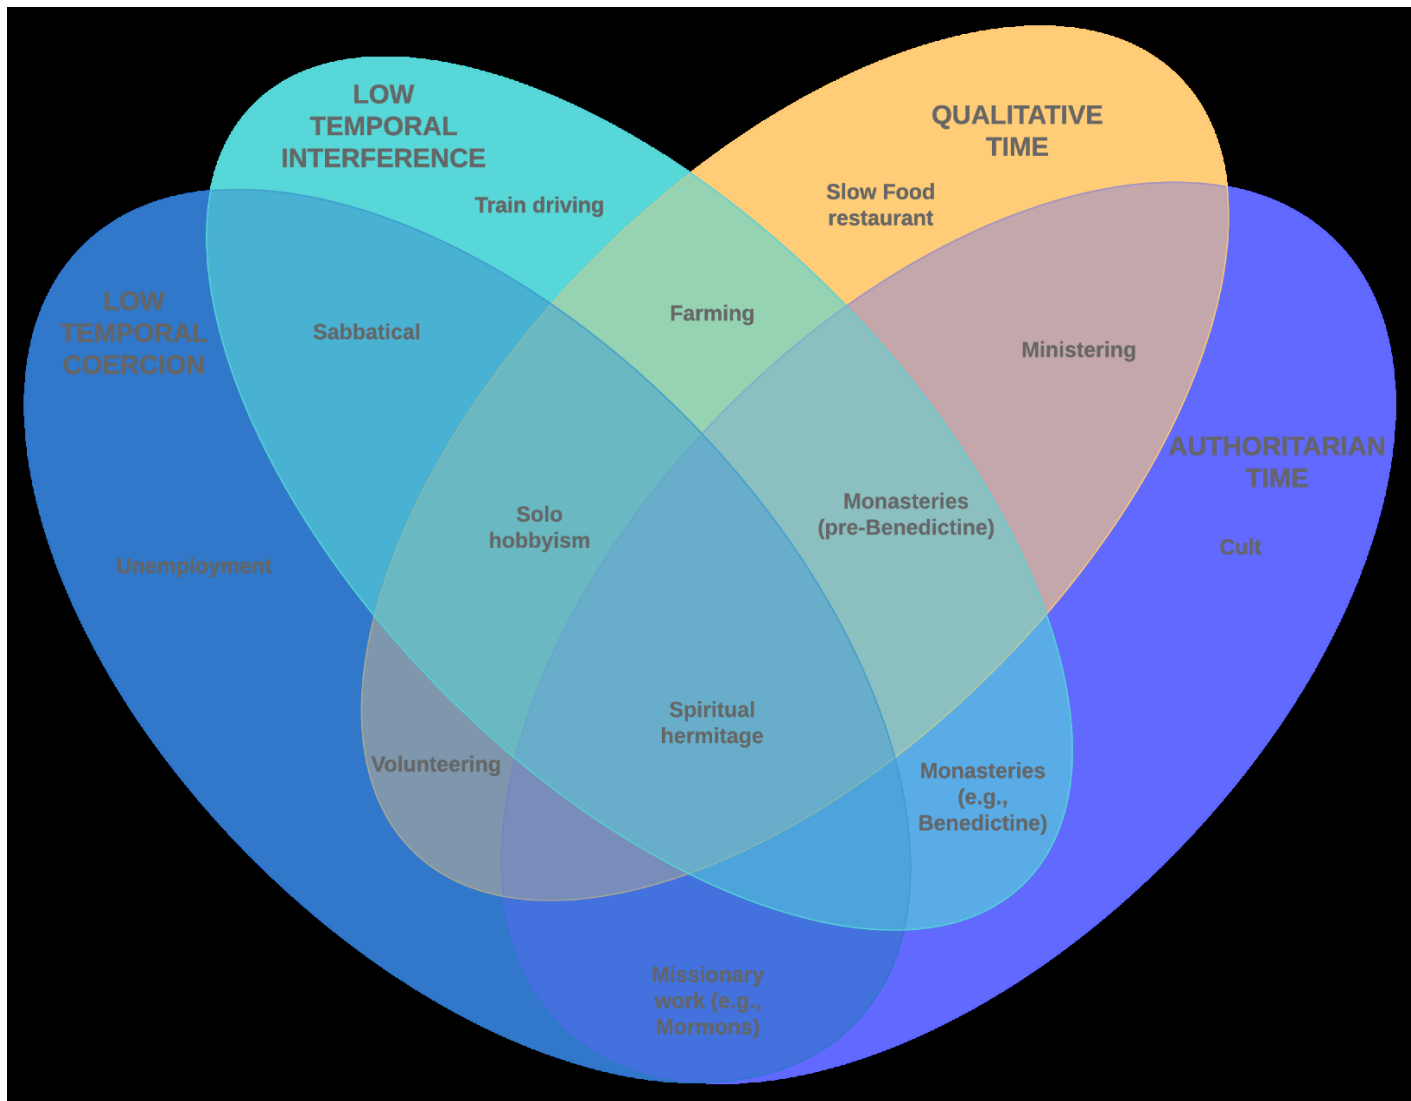 LOW
TEMPORAL
INTERFERENCE
QUALITATIVE
TIME
Train driving
Slow Food
restaurant
LOW
TEMPORAL
COERCION
Sabbatical
Farming
Ministering
AUTHORITARIAN
TIME
Solo
hobbyism
Monasteries
(pre-Benedictine)
Cult
Unemployment
Spiritual
hermitage
Volunteering
Monasteries
(e.g.,
Benedictine)
Missionary
work (e.g.,
Mormons)